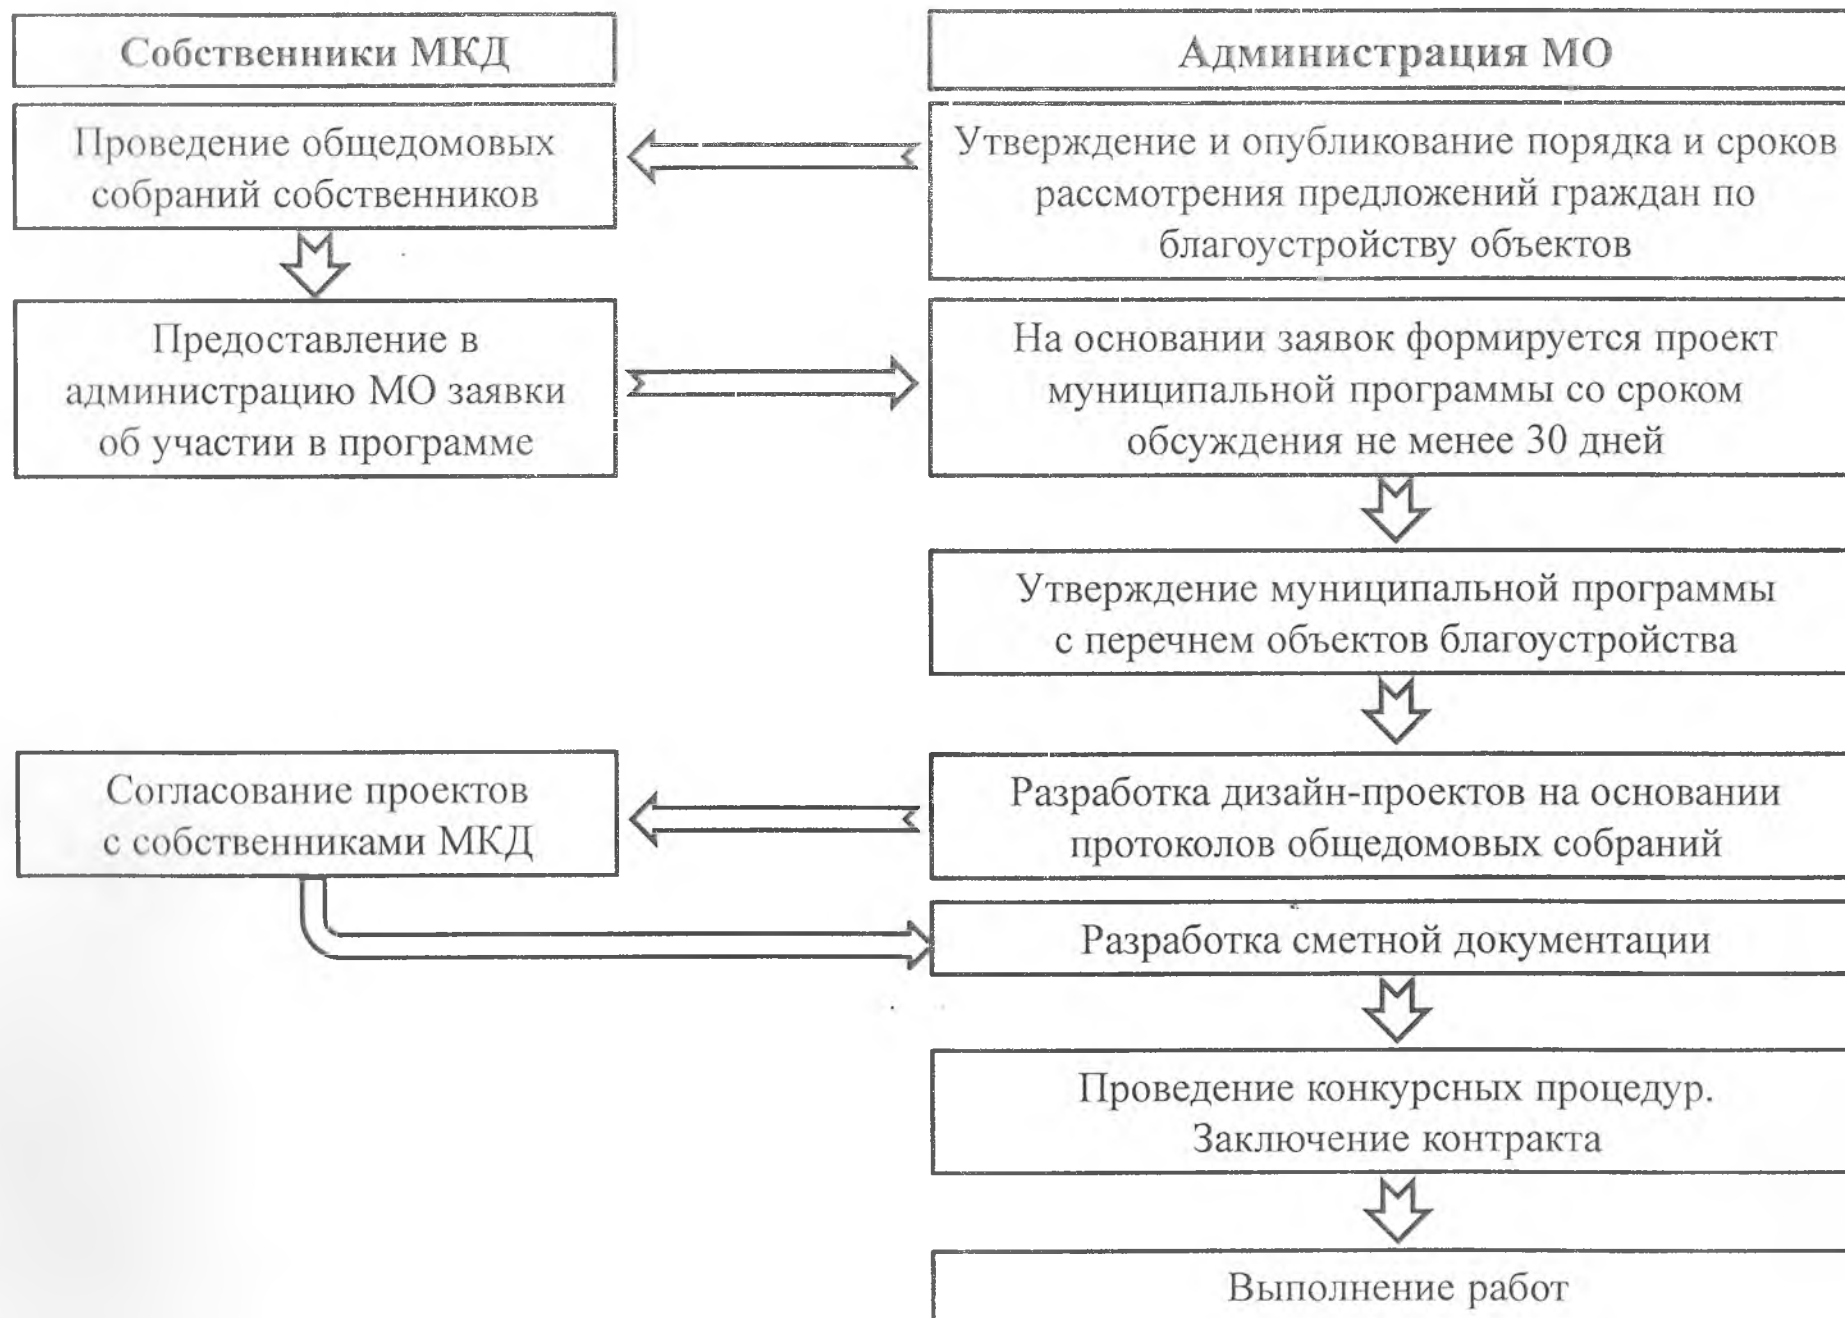 Собственники МКД
Администрация МО
Проведение общедомовых
собраний собственников
Утверждение и опубликование порядка и сроков
рассмотрения предложений граждан по
благоустройству объектов
Предоставление в
администрацию МО заявки
об участии в программе
На основании заявок формируется проект
муниципальной программы со сроком
обсуждения не менее 30 дней
Утверждение муниципальной программы
с перечнем объектов благоустройства
Согласование проектов
с собственниками МКД
Разработка дизайн-проектов на основании
протоколов общедомовых собраний
Разработка сметной документации
Проведение конкурсных процедур.
Заключение контракта
Выполнение работ